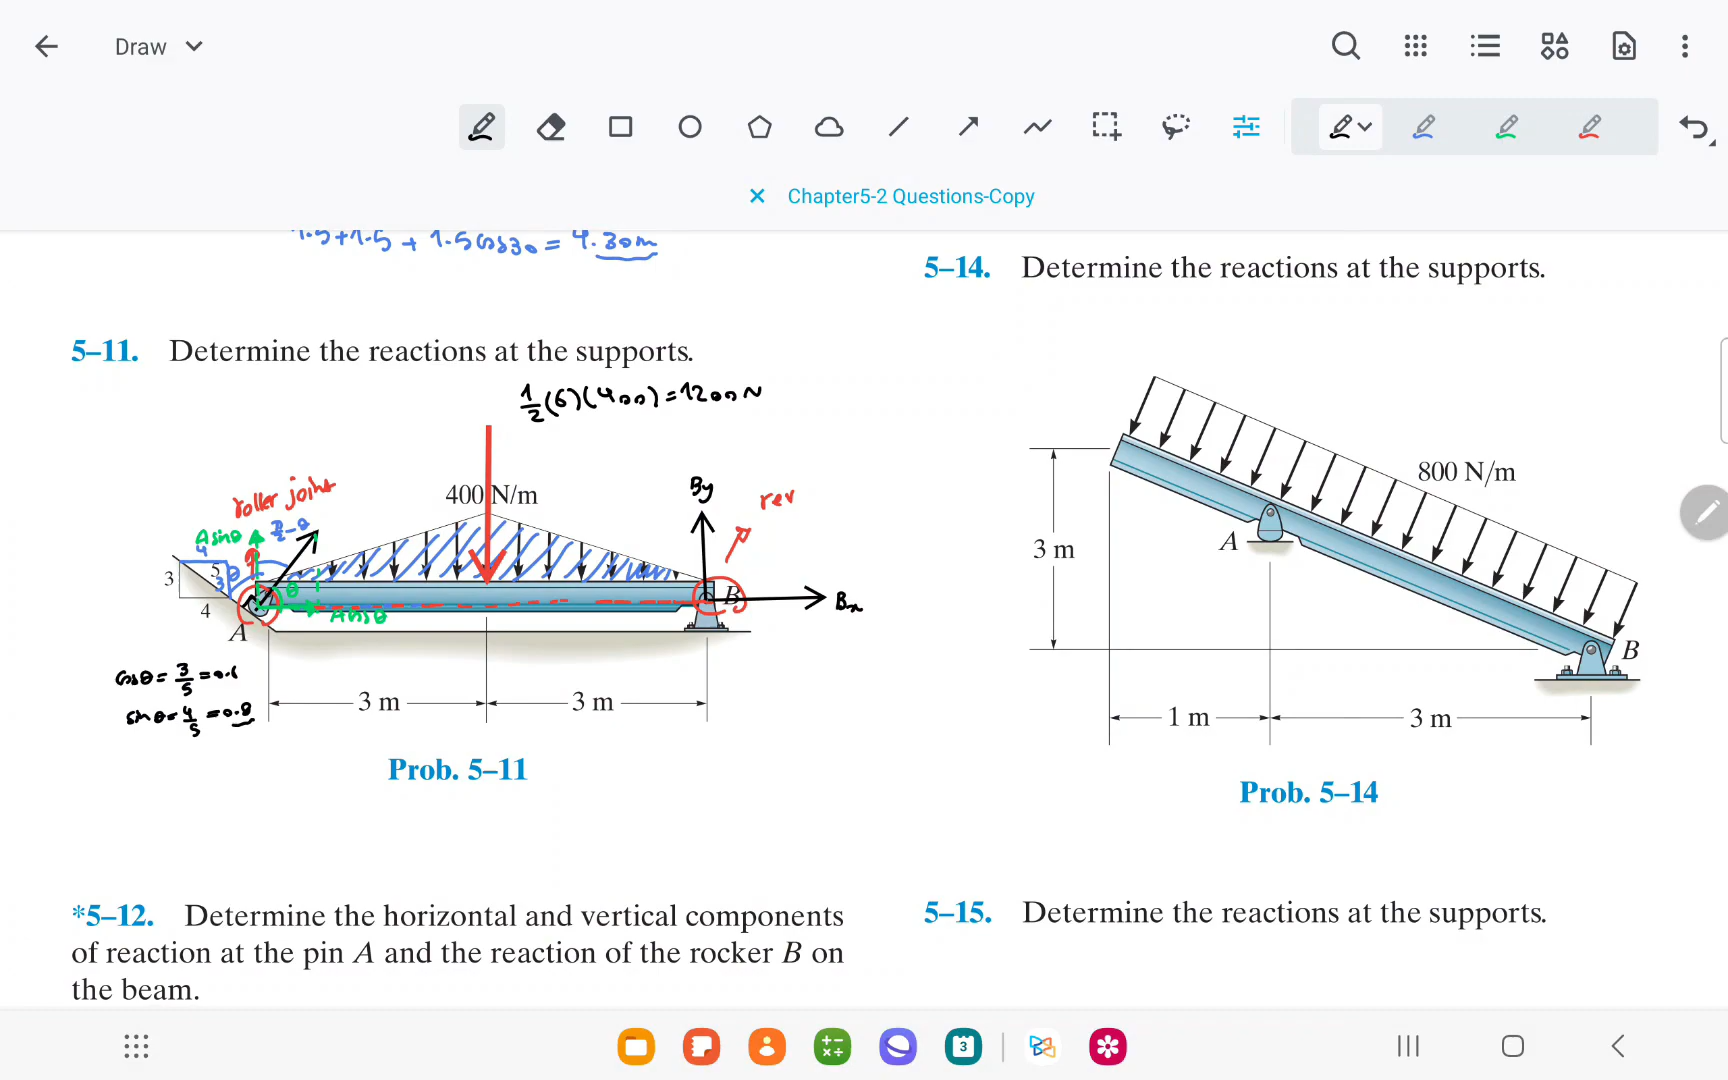 Draw
Chapter5-2 Questions-Copy
1.5+1.5 + 1.5cos30 = 4.30m
5–11. Determine the reactions at the supports.
½(6)(400)=1200N
roller joint
Asinθ
π/2-θ
400 N/m
By
rev
4
3
5
3
θ
θ
4
A
Acosθ
B
Bx
cosθ = 3/5 = 0.6
sinθ = 4/5 = 0.8
3 m
3 m
Prob. 5–11
*5–12. Determine the horizontal and vertical components
of reaction at the pin A and the reaction of the rocker B on
the beam.
5–14. Determine the reactions at the supports.
800 N/m
3 m
A
B
1 m
3 m
Prob. 5–14
5–15. Determine the reactions at the supports.
3